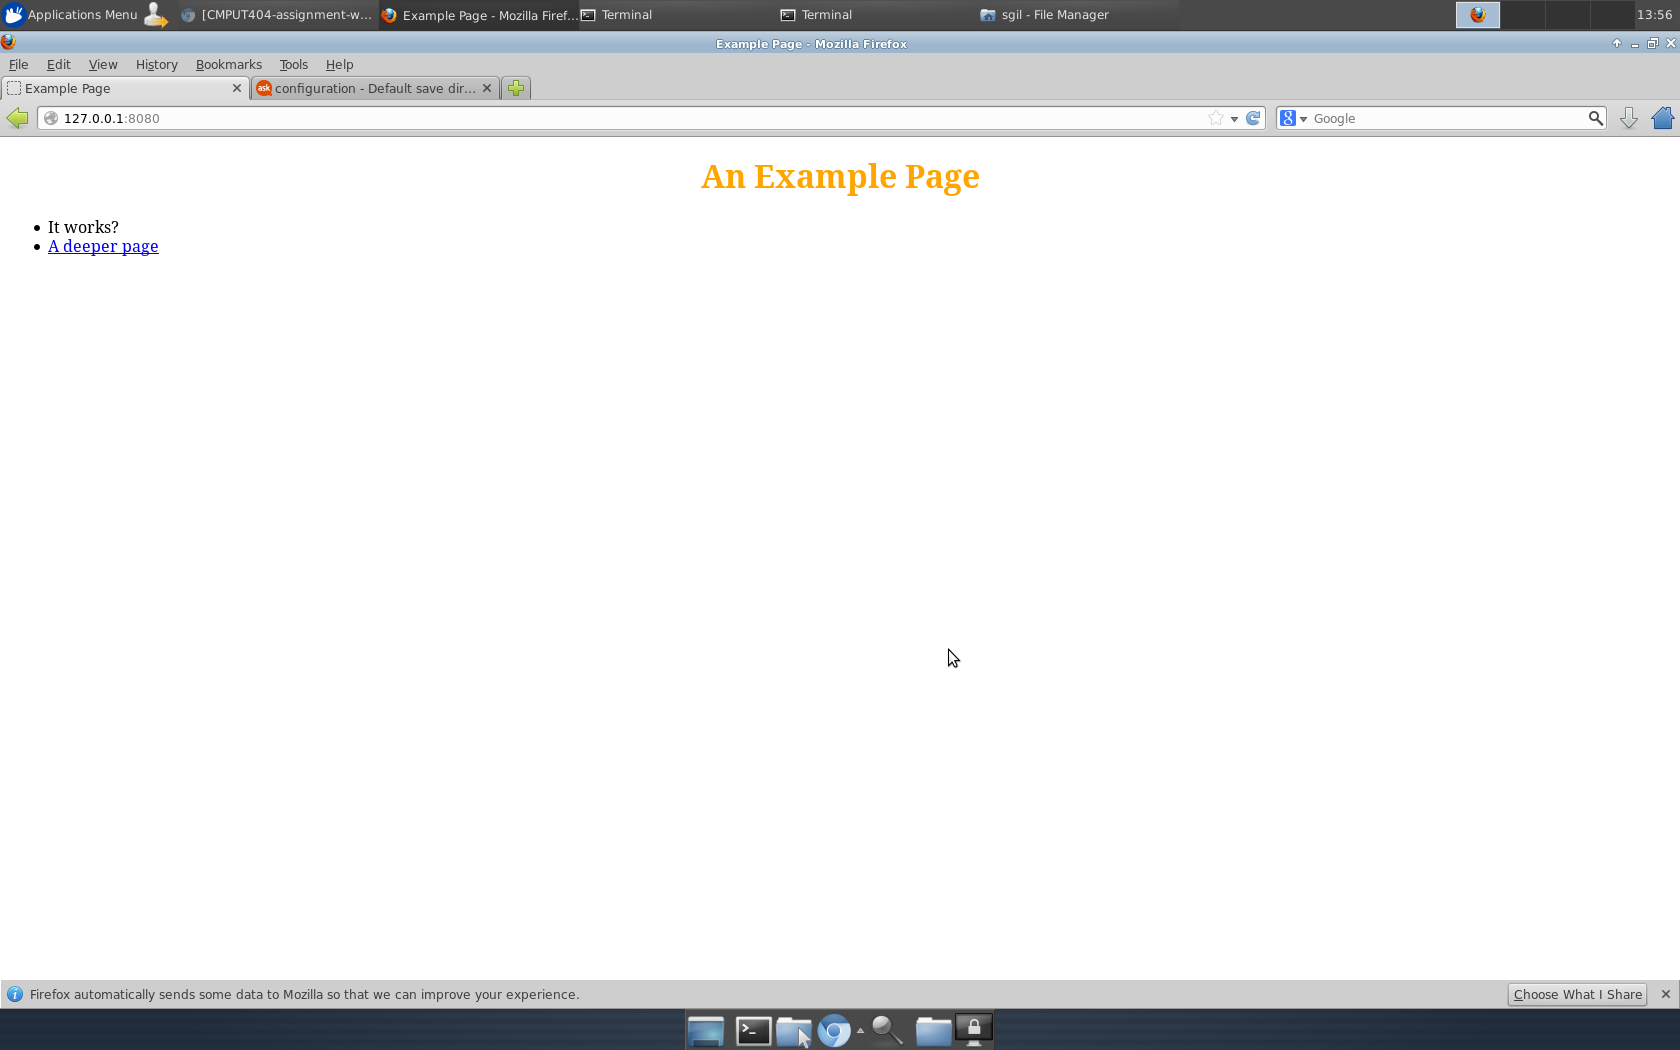 Applications Menu [CMPUT404-assignment-w... Example Page - Mozilla Firef... Terminal Terminal sgil - File Manager 13:56
Example Page - Mozilla Firefox
File Edit View History Bookmarks Tools Help
Example Page ask configuration - Default save dir...
127.0.0.1:8080 8 Google
An Example Page
It works?
A deeper page
Firefox automatically sends some data to Mozilla so that we can improve your experience. Choose What I Share